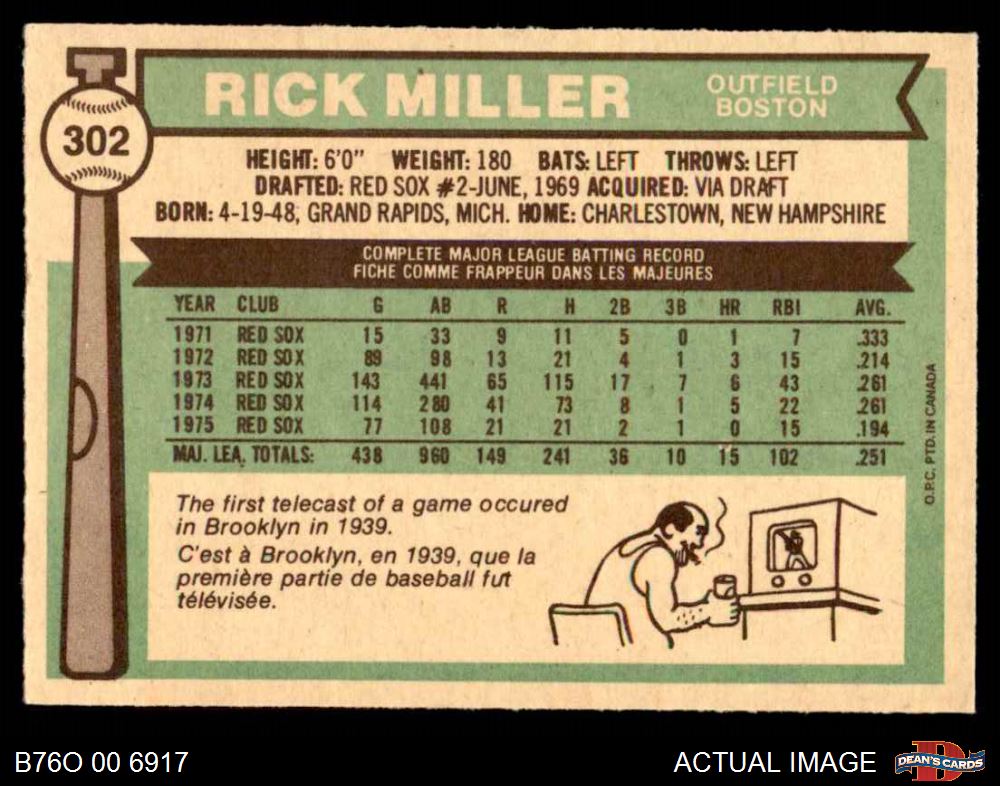 302
RICK MILLER
OUTFIELD
BOSTON
HEIGHT: 6'0" WEIGHT: 180 BATS: LEFT THROWS: LEFT
DRAFTED: RED SOX #2-JUNE, 1969 ACQUIRED: VIA DRAFT
BORN: 4-19-48, GRAND RAPIDS, MICH. HOME: CHARLESTOWN, NEW HAMPSHIRE
COMPLETE MAJOR LEAGUE BATTING RECORD
FICHE COMME FRAPPEUR DANS LES MAJEURES
YEAR CLUB G AB R H 2B 3B HR RBI AVG.
1971 RED SOX 15 33 9 11 5 0 1 7 .333
1972 RED SOX 89 98 13 21 4 1 3 15 .214
1973 RED SOX 143 441 65 115 17 7 6 43 .261
1974 RED SOX 114 280 41 73 8 1 5 22 .261
1975 RED SOX 77 108 21 21 2 1 0 15 .194
MAJ. LEA. TOTALS: 438 960 149 241 36 10 15 102 .251
O.P.C. PTD. IN CANADA
The first telecast of a game occured
in Brooklyn in 1939.
C'est à Brooklyn, en 1939, que la
première partie de baseball fut
télévisée.
B76O 00 6917
ACTUAL IMAGE
DEAN'S CARDS